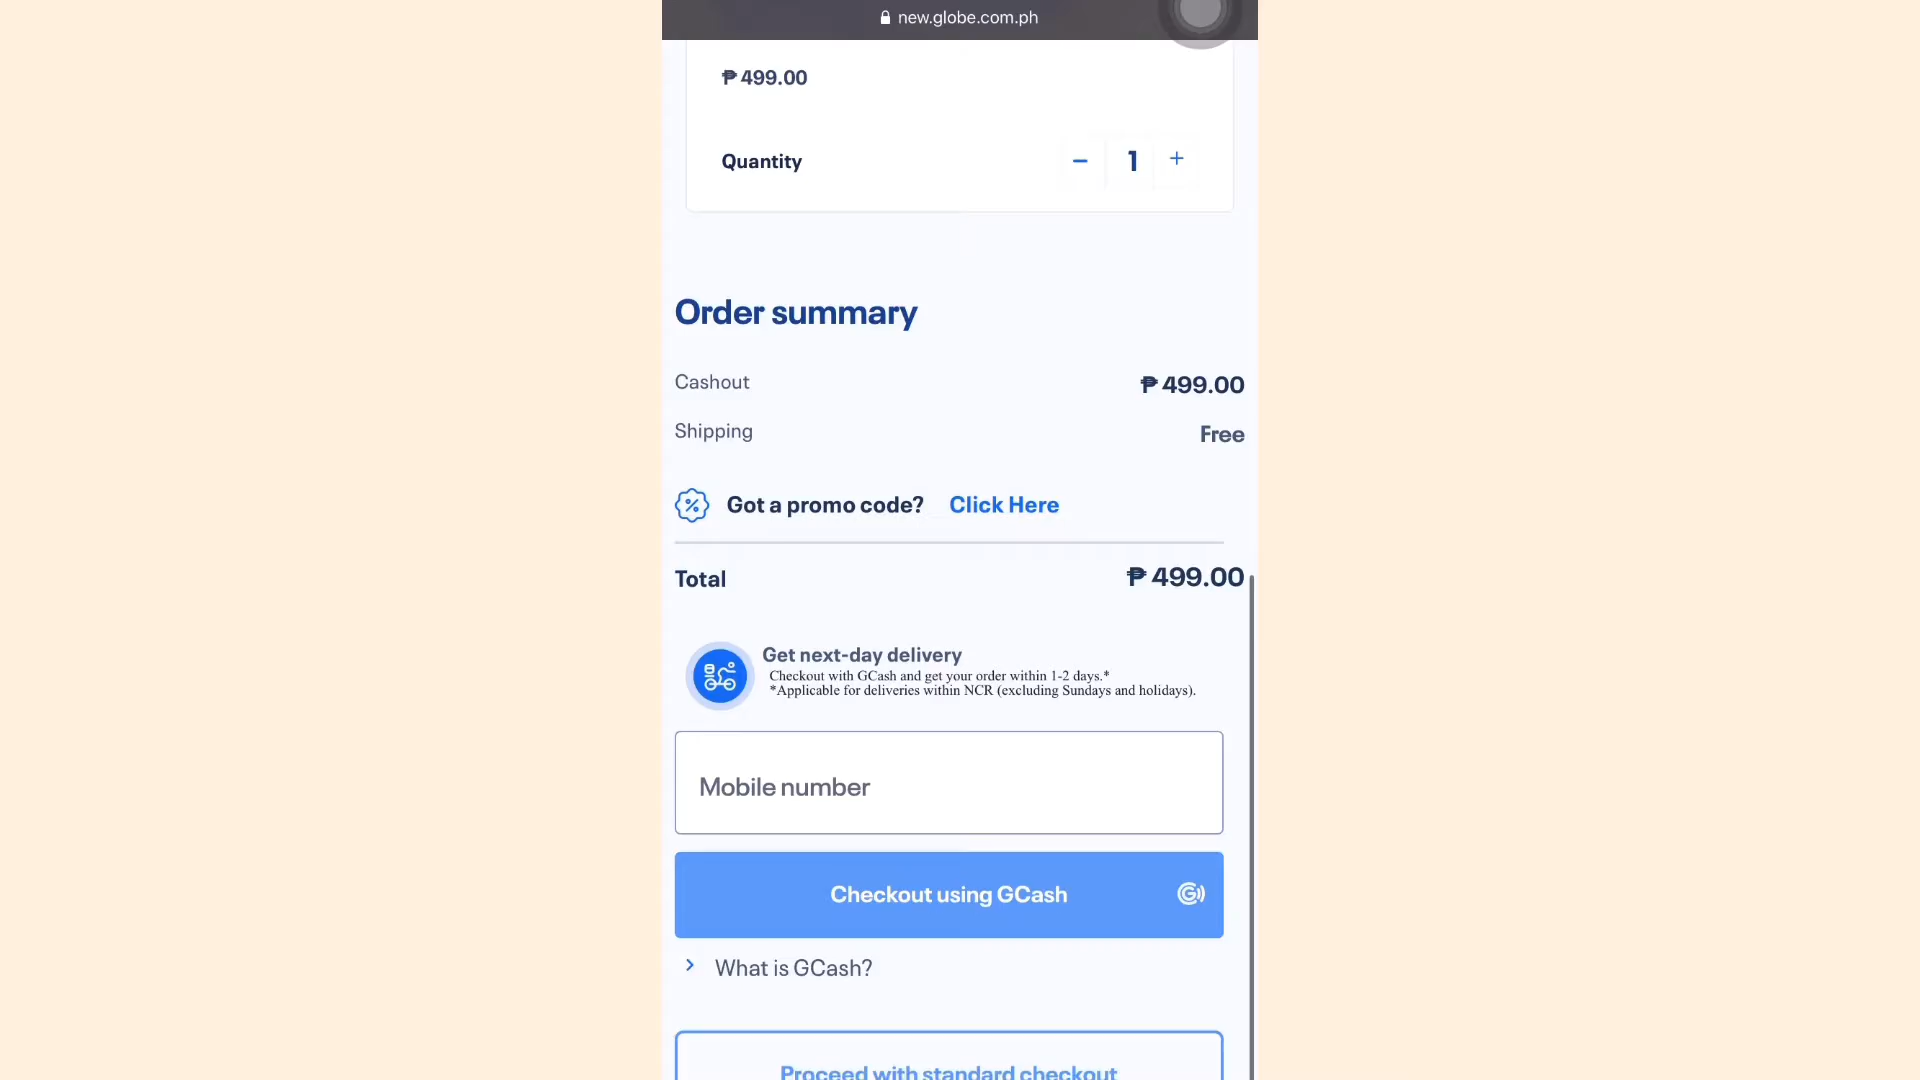 new.globe.com.ph
₱ 499.00
Quantity
− 1 +
Order summary
Cashout ₱ 499.00
Shipping Free
Got a promo code? Click Here
Total ₱ 499.00
Get next-day delivery
Checkout with GCash and get your order within 1-2 days.*
*Applicable for deliveries within NCR (excluding Sundays and holidays).
Mobile number
Checkout using GCash
What is GCash?
Proceed with standard checkout